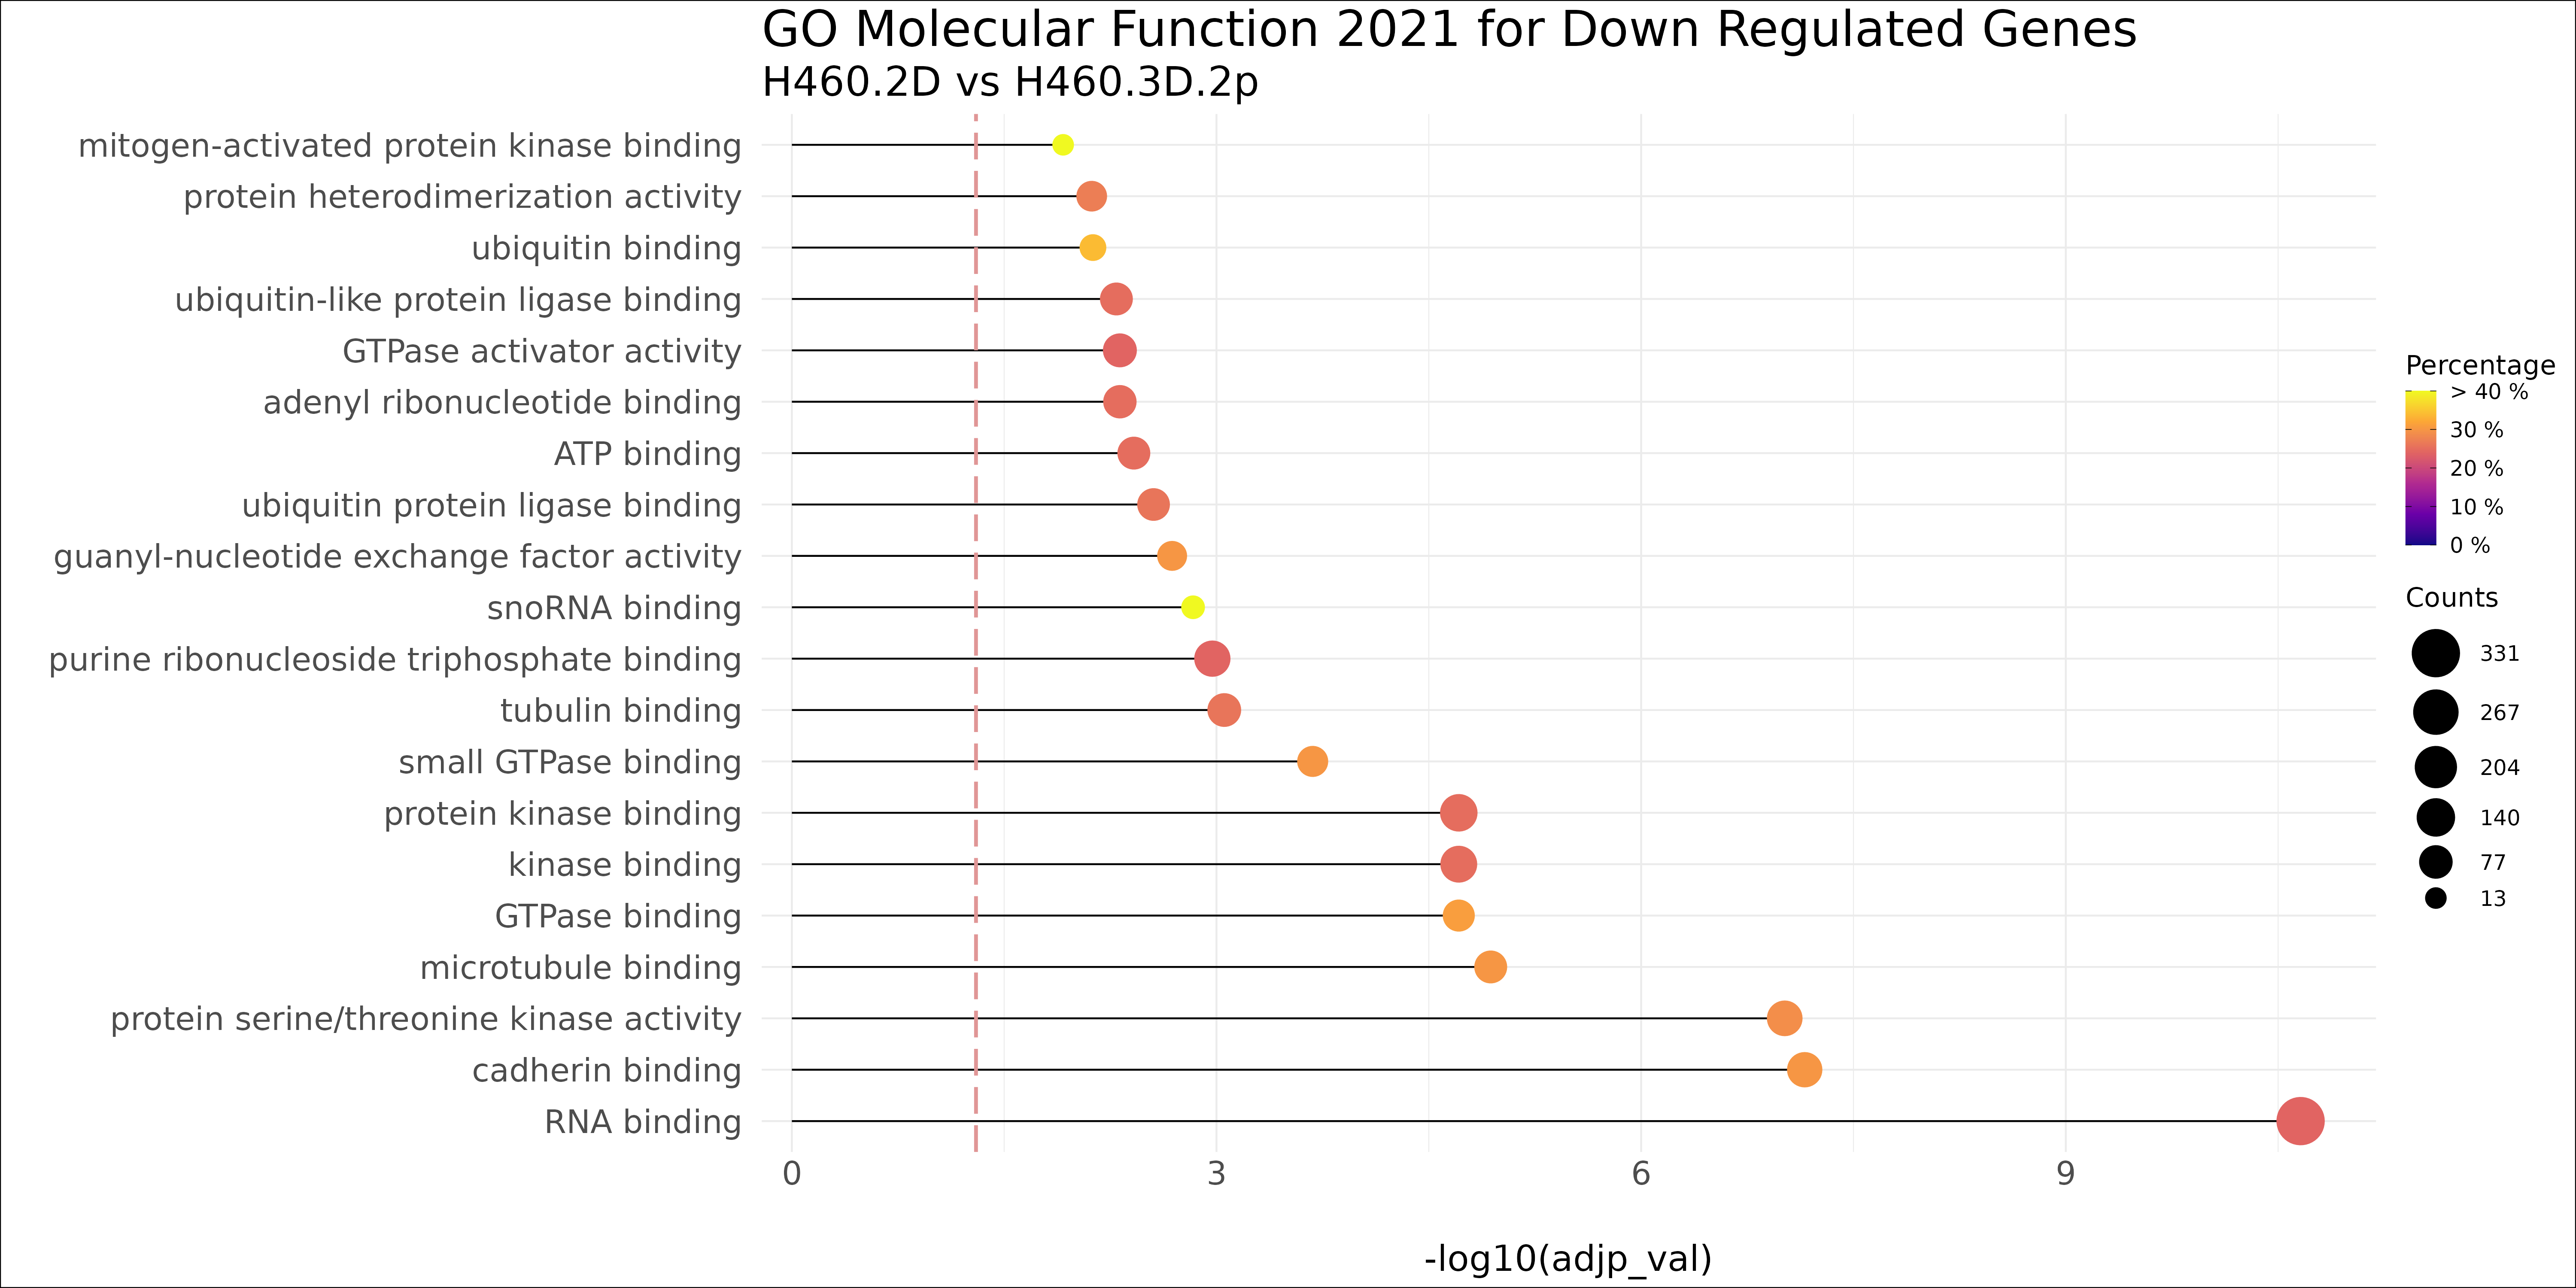 GO Molecular Function 2021 for Down Regulated Genes
H460.2D vs H460.3D.2p
mitogen-activated protein kinase binding
protein heterodimerization activity
ubiquitin binding
ubiquitin-like protein ligase binding
GTPase activator activity
adenyl ribonucleotide binding
ATP binding
ubiquitin protein ligase binding
guanyl-nucleotide exchange factor activity
snoRNA binding
purine ribonucleoside triphosphate binding
tubulin binding
small GTPase binding
protein kinase binding
kinase binding
GTPase binding
microtubule binding
protein serine/threonine kinase activity
cadherin binding
RNA binding
0 3 6 9
-log10(adjp_val)
Percentage
> 40 %
30 %
20 %
10 %
0 %
Counts
331
267
204
140
77
13